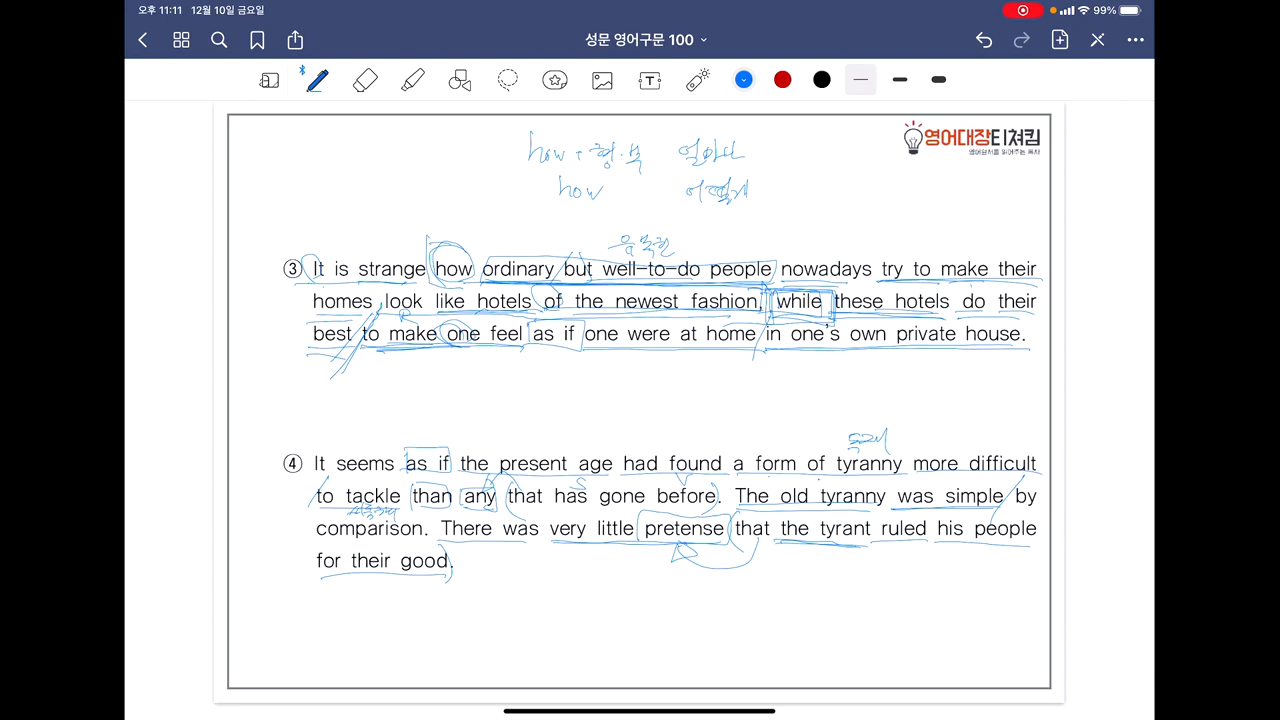 오후 11:11 12월 10일 금요일
99%
성문 영어구문 100
영어대장티쳐킴
how + 형·부 얼마나
how 어떻게
유복한
③ It is strange how ordinary but well-to-do people nowadays try to make their
homes look like hotels of the newest fashion, while these hotels do their
best to make one feel as if one were at home in one's own private house.
독재
④ It seems as if the present age had found a form of tyranny more difficult
S V
to tackle than any that has gone before. The old tyranny was simple by
comparison. There was very little pretense that the tyrant ruled his people
for their good.